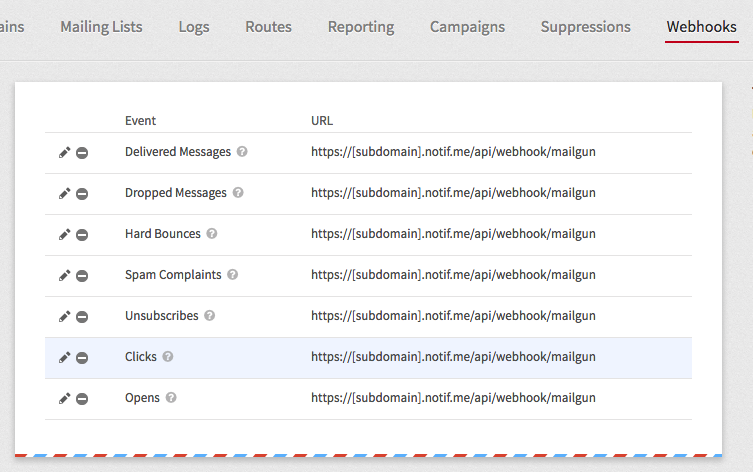 ains Mailing Lists Logs Routes Reporting Campaigns Suppressions Webhooks
Event URL
Delivered Messages ? https://[subdomain].notif.me/api/webhook/mailgun
Dropped Messages ? https://[subdomain].notif.me/api/webhook/mailgun
Hard Bounces ? https://[subdomain].notif.me/api/webhook/mailgun
Spam Complaints ? https://[subdomain].notif.me/api/webhook/mailgun
Unsubscribes ? https://[subdomain].notif.me/api/webhook/mailgun
Clicks ? https://[subdomain].notif.me/api/webhook/mailgun
Opens ? https://[subdomain].notif.me/api/webhook/mailgun